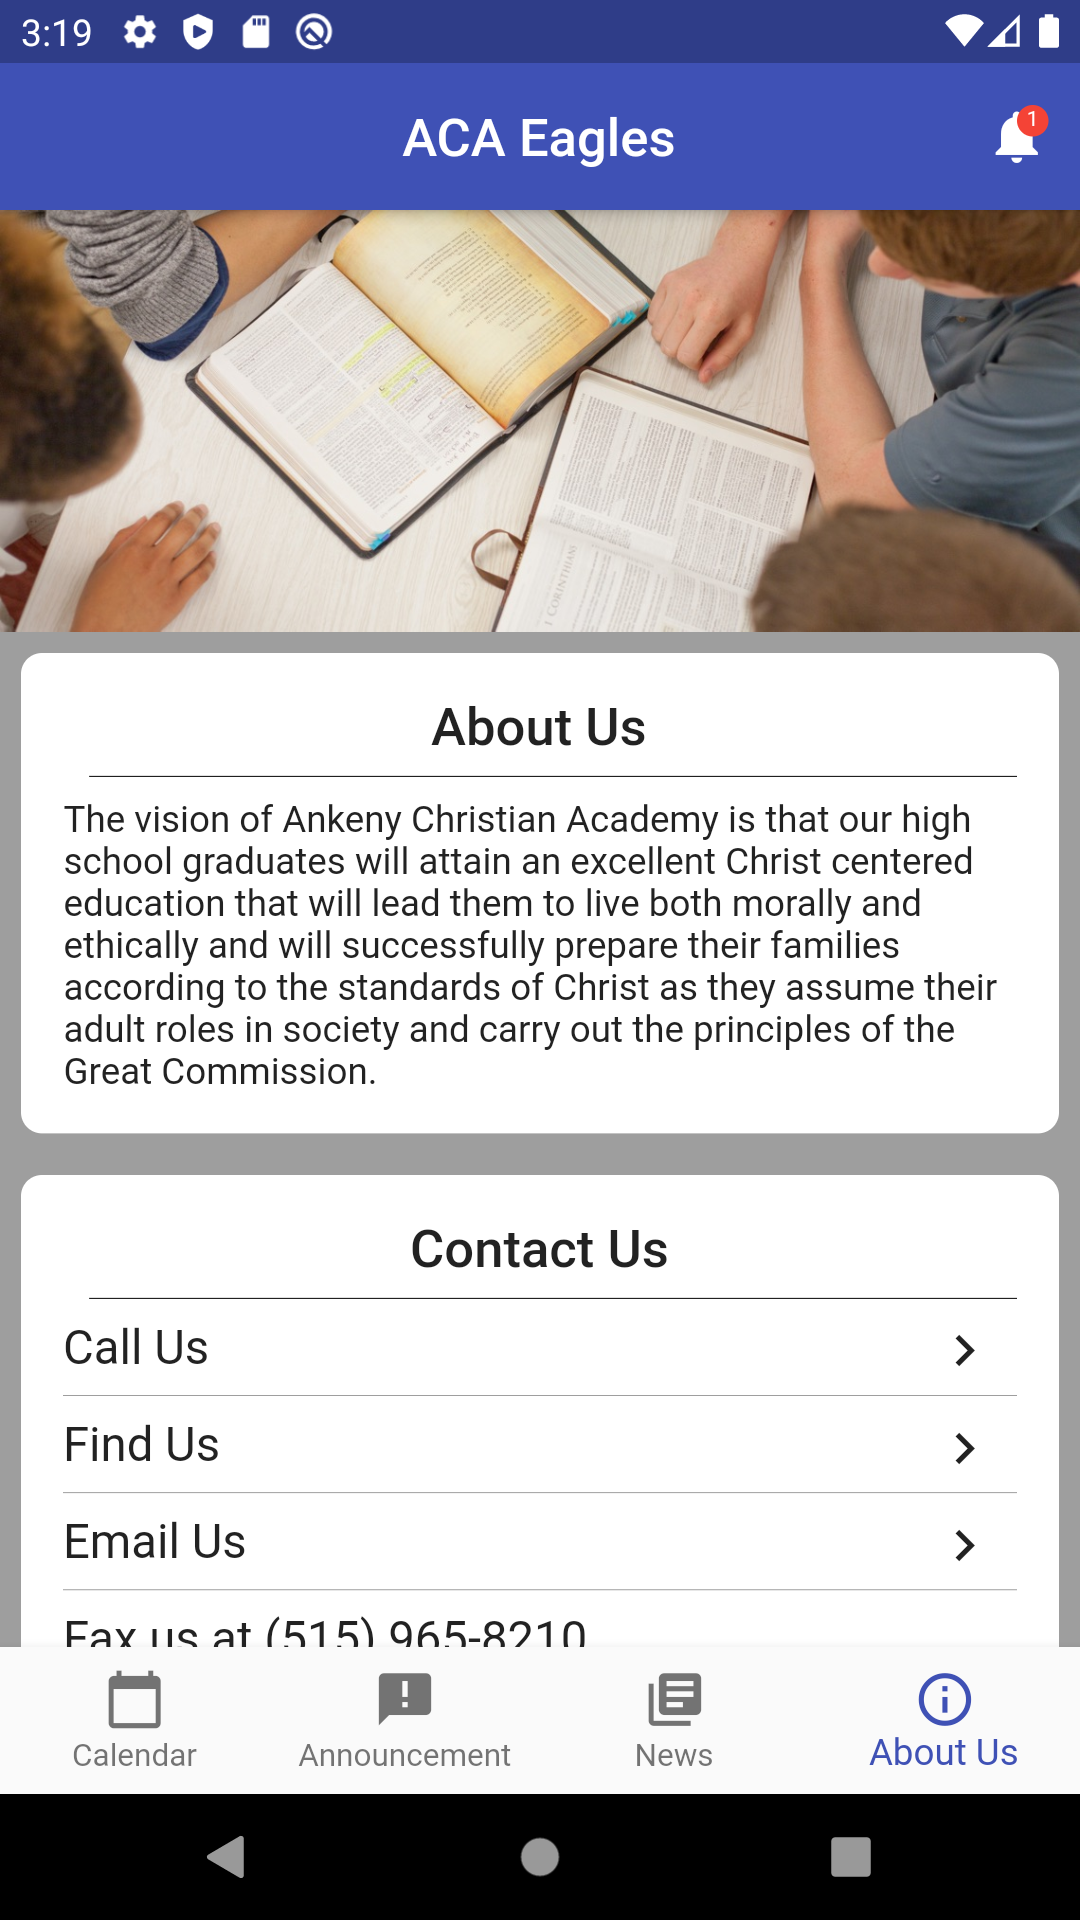 3:19
ACA Eagles
1
I CORINTHIANS
About Us
The vision of Ankeny Christian Academy is that our high
school graduates will attain an excellent Christ centered
education that will lead them to live both morally and
ethically and will successfully prepare their families
according to the standards of Christ as they assume their
adult roles in society and carry out the principles of the
Great Commission.
Contact Us
Call Us
Find Us
Email Us
Fax us at (515) 965-8210
Calendar
Announcement
News
About Us